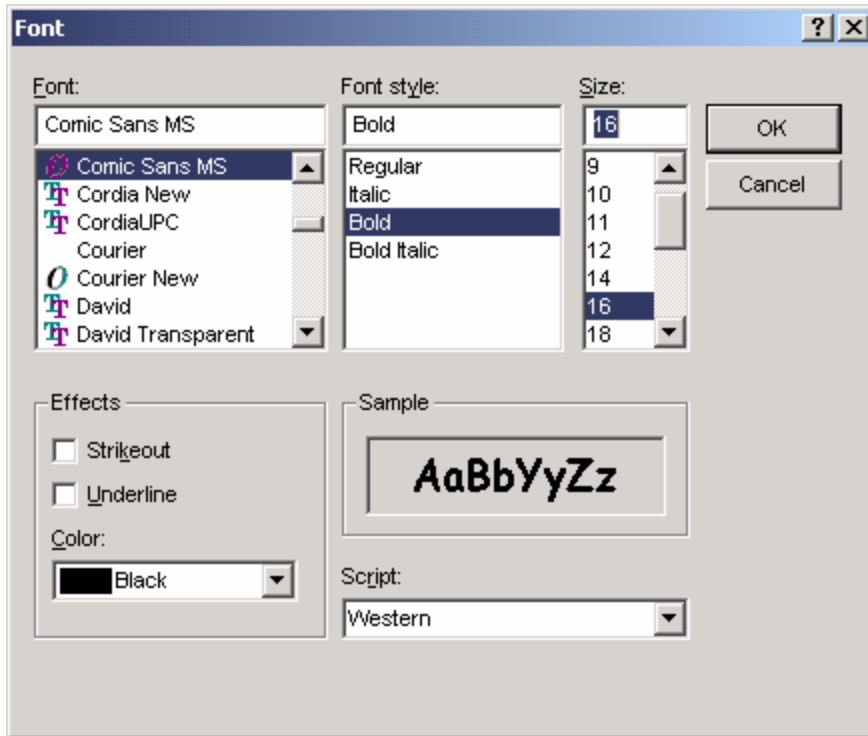 Font
Font:
Comic Sans MS
Comic Sans MS
Cordia New
CordiaUPC
Courier
Courier New
David
David Transparent
Font style:
Bold
Regular
Italic
Bold
Bold Italic
Size:
16
9
10
11
12
14
16
18
OK
Cancel
Effects
Strikeout
Underline
Color:
Black
Sample
AaBbYyZz
Script:
Western